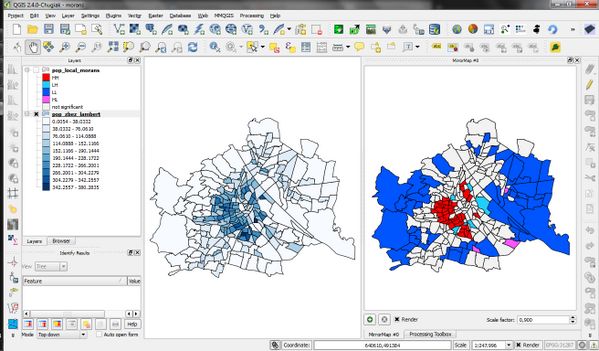 QGIS 2.4.0-Chugiak - morans
Project Edit View Layer Settings Plugins Vector Raster Database Web MMQGIS Processing Help
Layers
pop_local_morans
HH
LH
LL
HL
not significant
pop_zbez_lambert
0.0054 - 38.0332
38.0332 - 76.0610
76.0610 - 114.0888
114.0888 - 152.1166
152.1166 - 190.1444
190.1444 - 228.1722
228.1722 - 266.2001
266.2001 - 304.2279
304.2279 - 342.2557
342.2557 - 380.2835
Layers Browser
Identify Results
View Tree
Feature Value
Help
Mode Top down Auto open form
MirrorMap #0
Render Scale factor: 0,900
MirrorMap #0 Processing Toolbox
Coordinate: 640610,491384 Scale 1:247,996 Render EPSG:31287